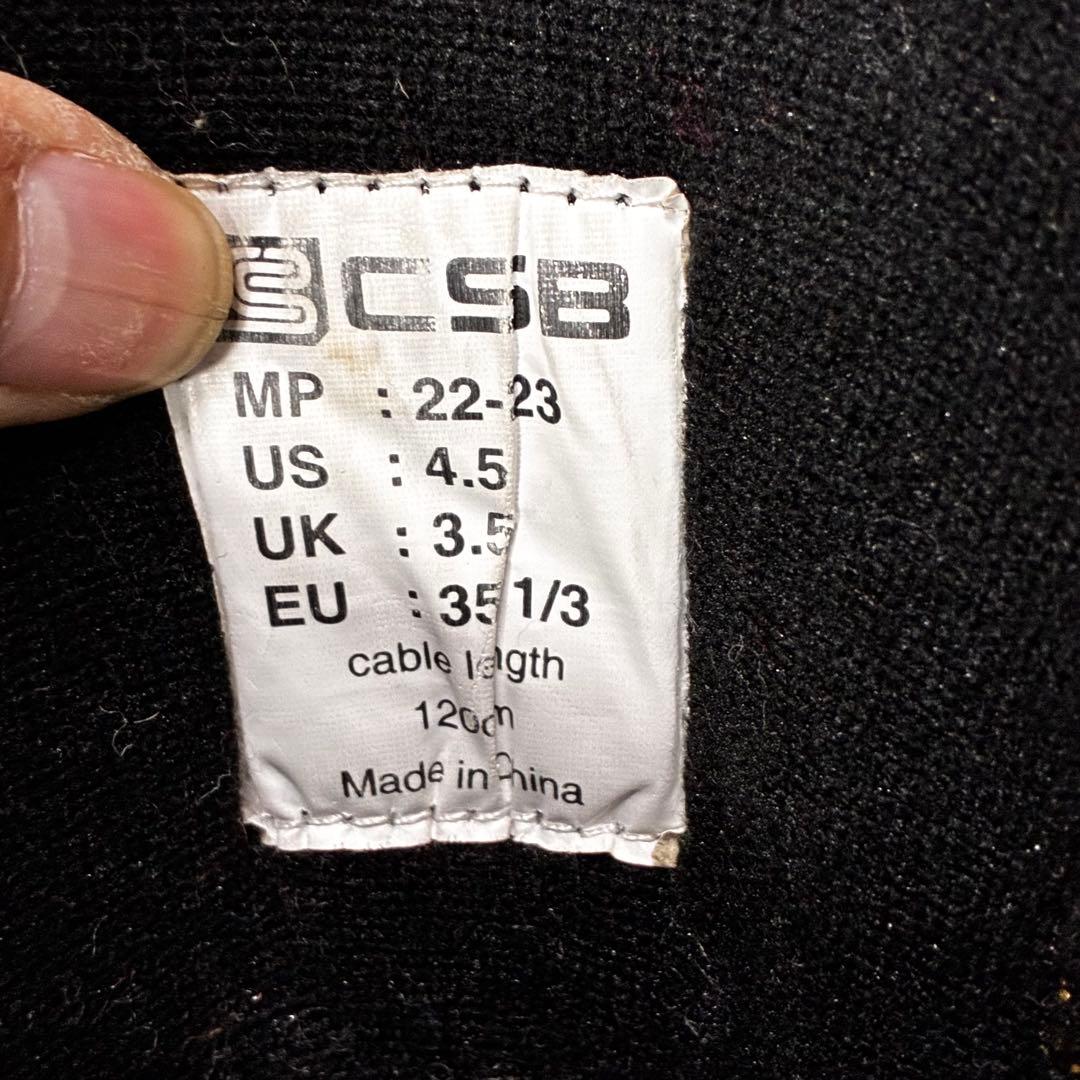 CSB
MP : 22-23
US : 4.5
UK : 3.5
EU : 35 1/3
cable length
120cm
Made in China